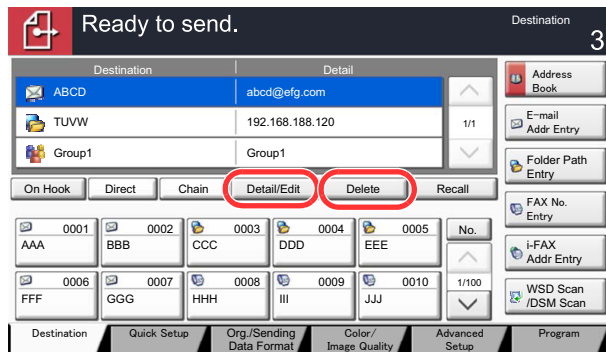 Ready to send.
Destination
3
Destination Detail
ABCD abcd@efg.com
TUVW 192.168.188.120 1/1
Group1 Group1
On Hook Direct Chain Detail/Edit Delete Recall
0001 0002 0003 0004 0005 No.
AAA BBB CCC DDD EEE
0006 0007 0008 0009 0010 1/100
FFF GGG HHH III JJJ
Address
Book
E-mail
Addr Entry
Folder Path
Entry
FAX No.
Entry
i-FAX
Addr Entry
WSD Scan
/DSM Scan
Destination Quick Setup Org./Sending Color/ Advanced Program
Data Format Image Quality Setup